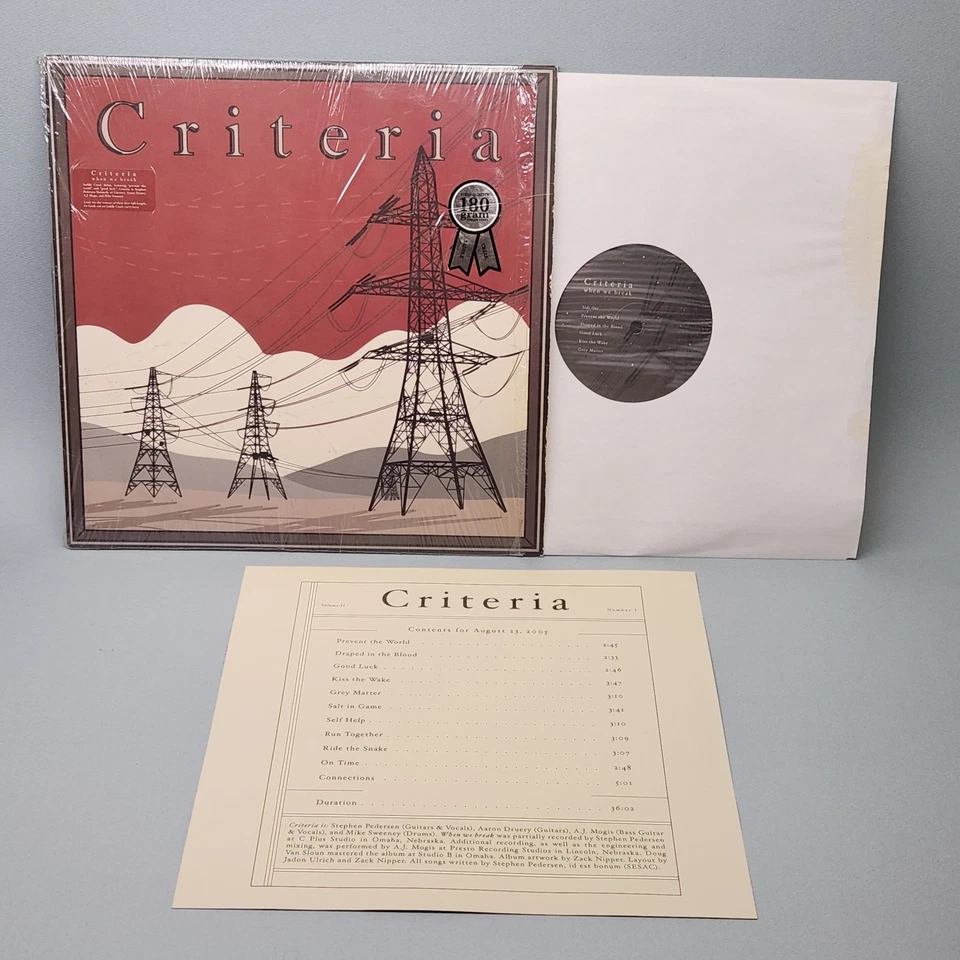 Criteria
Criteria
when we break
180
gram
Criteria
when we break
Side One
Prevent the World
Draped in the Blood
Good Luck
Kiss the Wake
Grey Matter
Volume II
Criteria
Number 1
Contents for August 23, 2005
Prevent the World 2:45
Draped in the Blood 2:33
Good Luck 2:46
Kiss the Wake 3:47
Grey Matter 3:10
Salt in Game 3:41
Self Help 3:20
Run Together 3:09
Ride the Snake 3:07
On Time 2:48
Connections 5:01
Duration 36:02
Criteria is: Stephen Pedersen (Guitars & Vocals), Aaron Druery (Guitars), A.J. Mogis (Bass Guitar
& Vocals), and Mike Sweeney (Drums). When we break was partially recorded by Stephen Pedersen
at C Plus Studio in Omaha, Nebraska. Additional recording, as well as the engineering and
mixing, was performed by A.J. Mogis at Presto Recording Studios in Lincoln, Nebraska. Doug
Van Sloun mastered the album at Studio B in Omaha. Album artwork by Zack Nipper. Layout by
Jadon Ulrich and Zack Nipper. All songs written by Stephen Pedersen, id est bonum (SESAC).